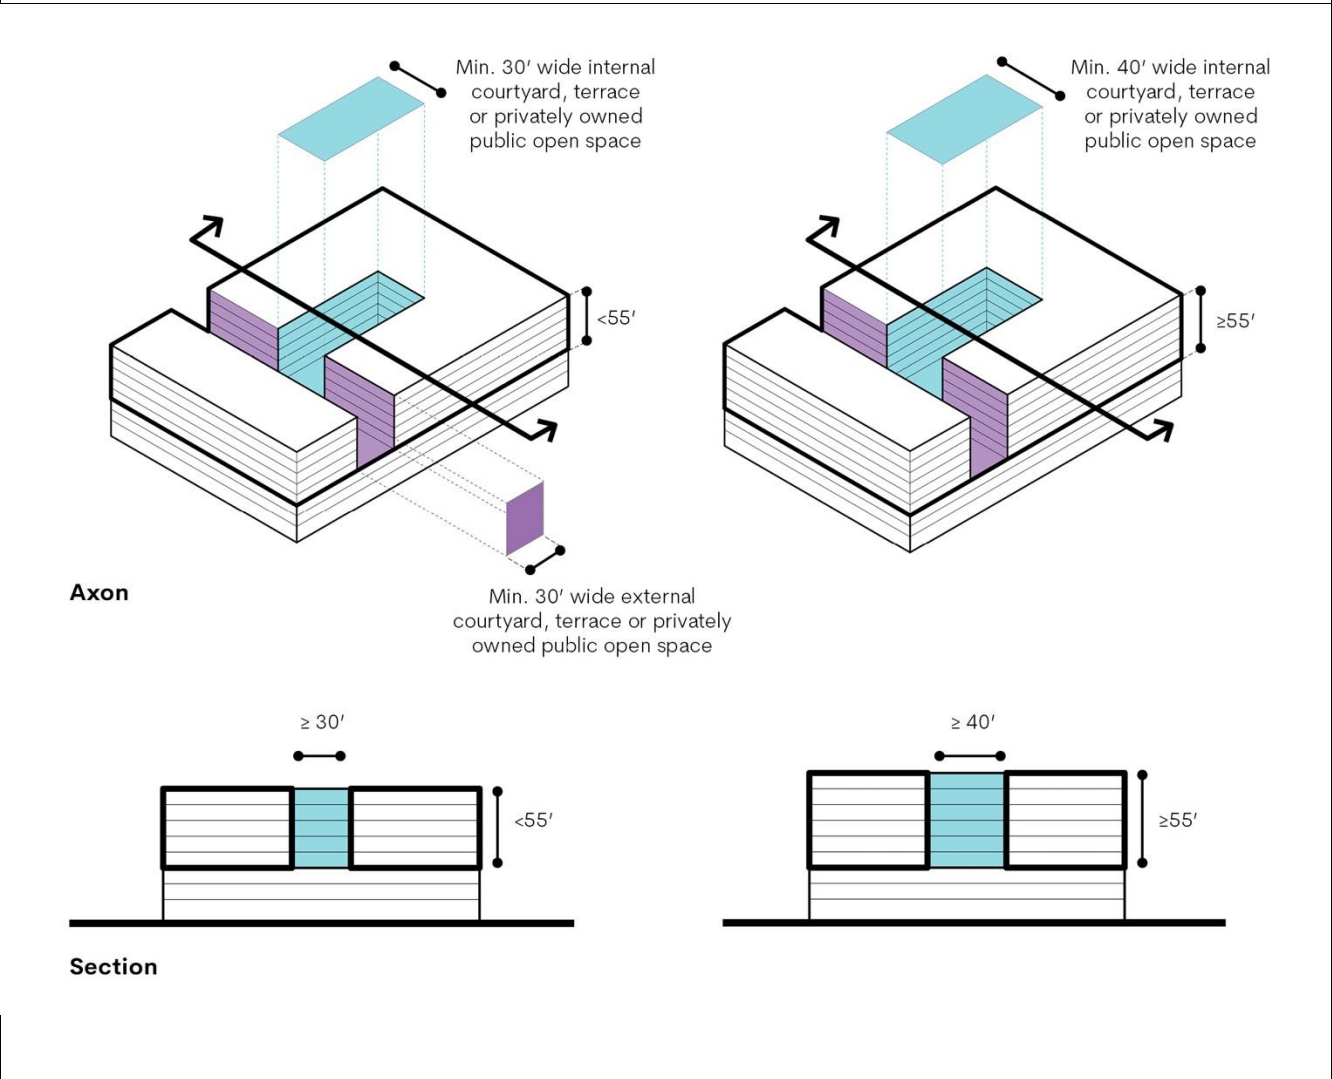 Min. 30′ wide internal
courtyard, terrace
or privately owned
public open space
<55′
Min. 40′ wide internal
courtyard, terrace
or privately owned
public open space
≥55′
Axon
Min. 30′ wide external
courtyard, terrace or privately
owned public open space
≥ 30′
<55′
≥ 40′
≥55′
Section